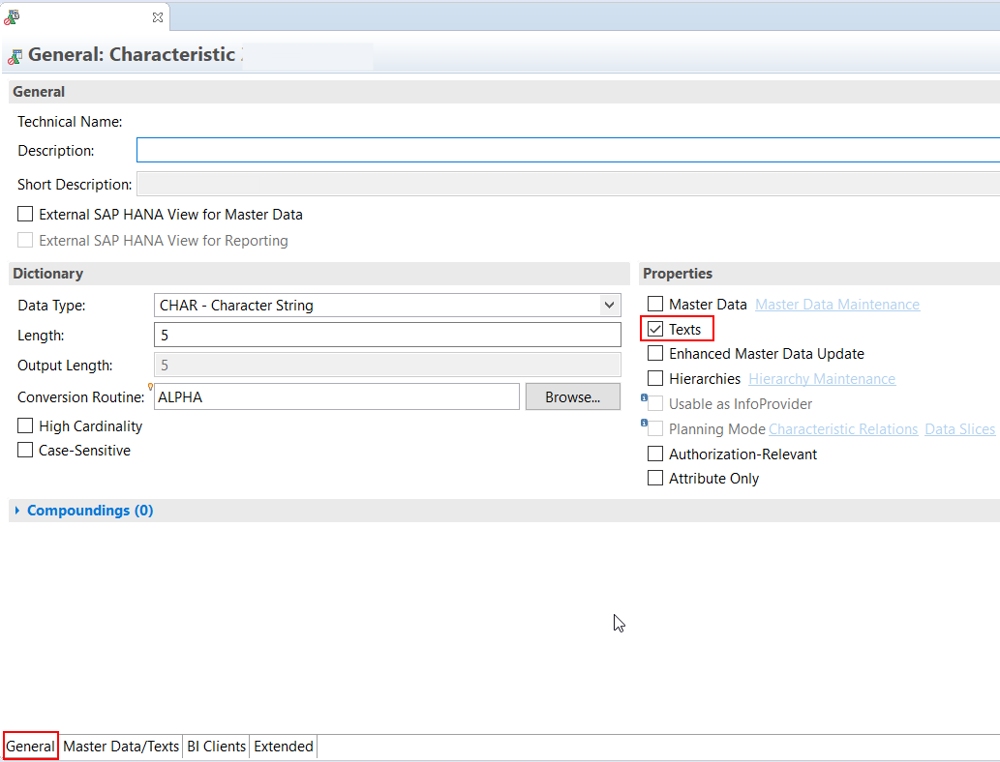 General: Characteristic
General
Technical Name:
Description:
Short Description:
External SAP HANA View for Master Data
External SAP HANA View for Reporting
Dictionary
Data Type: CHAR - Character String
Length: 5
Output Length: 5
Conversion Routine: ALPHA Browse...
High Cardinality
Case-Sensitive
Properties
Master Data Master Data Maintenance
Texts
Enhanced Master Data Update
Hierarchies Hierarchy Maintenance
Usable as InfoProvider
Planning Mode Characteristic Relations Data Slices
Authorization-Relevant
Attribute Only
Compoundings (0)
General Master Data/Texts BI Clients Extended